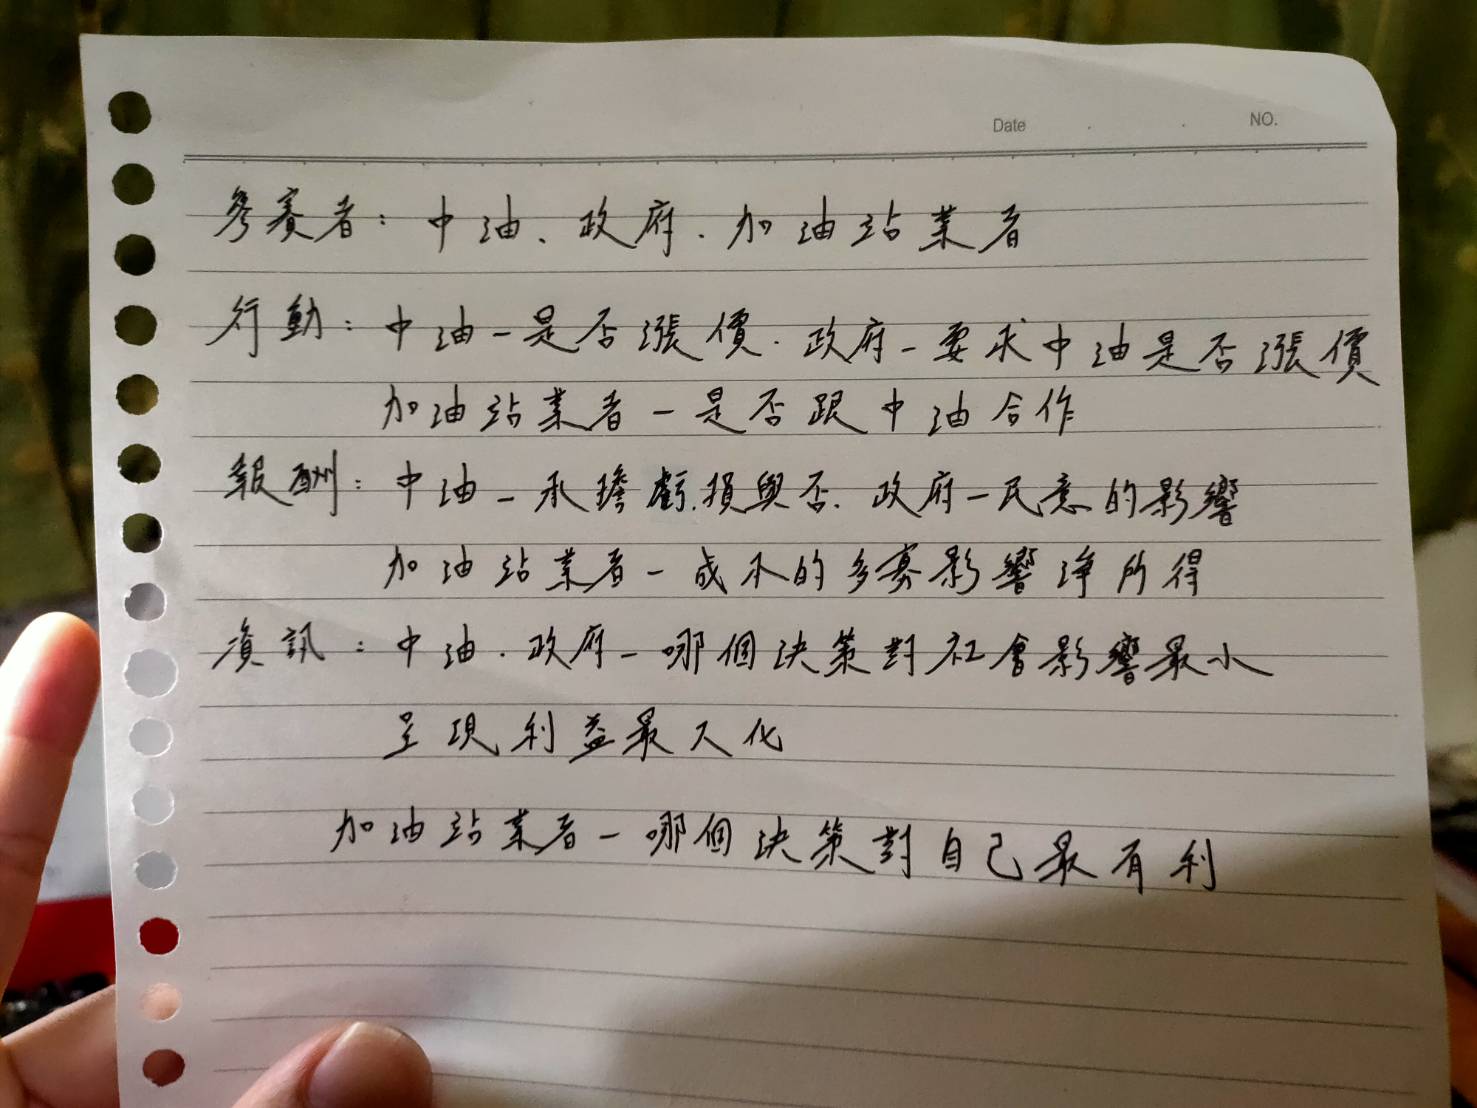 Date . . NO.
參賽者：中油、政府、加油站業者
行動：中油－是否漲價、政府－要求中油是否漲價
加油站業者－是否跟中油合作
報酬：中油－承擔虧損與否、政府－民意的影響
加油站業者－成本的多寡影響淨所得
資訊：中油、政府－哪個決策對社會影響最小
呈現利益最大化
加油站業者－哪個決策對自己最有利